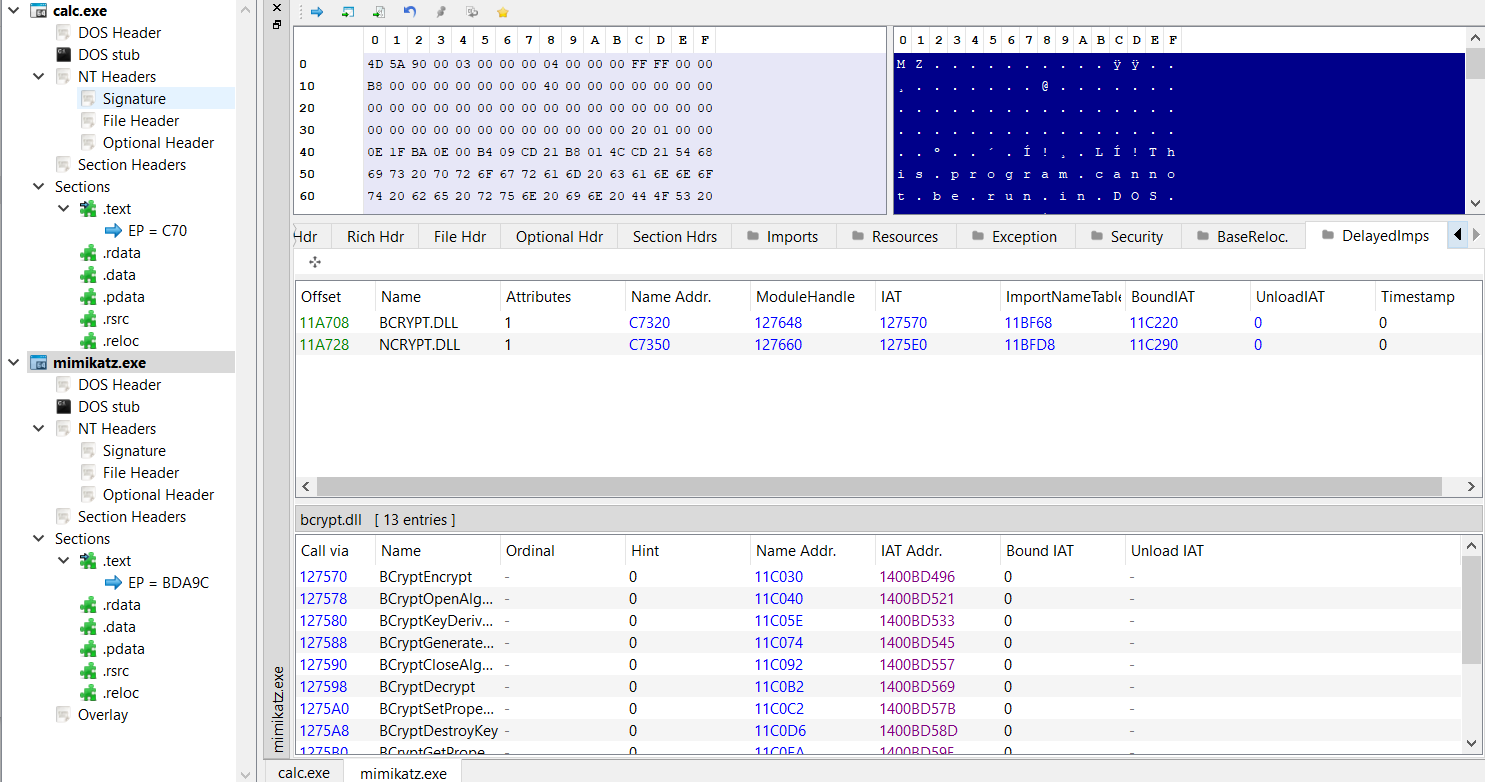 calc.exe
DOS Header
DOS stub
NT Headers
Signature
File Header
Optional Header
Section Headers
Sections
.text
EP = C70
.rdata
.data
.pdata
.rsrc
.reloc
mimikatz.exe
DOS Header
DOS stub
NT Headers
Signature
File Header
Optional Header
Section Headers
Sections
.text
EP = BDA9C
.rdata
.data
.pdata
.rsrc
.reloc
Overlay
mimikatz.exe
0 1 2 3 4 5 6 7 8 9 A B C D E F
0 4D 5A 90 00 03 00 00 00 04 00 00 00 FF FF 00 00
10 B8 00 00 00 00 00 00 00 40 00 00 00 00 00 00 00
20 00 00 00 00 00 00 00 00 00 00 00 00 00 00 00 00
30 00 00 00 00 00 00 00 00 00 00 00 00 20 01 00 00
40 0E 1F BA 0E 00 B4 09 CD 21 B8 01 4C CD 21 54 68
50 69 73 20 70 72 6F 67 72 61 6D 20 63 61 6E 6E 6F
60 74 20 62 65 20 72 75 6E 20 69 6E 20 44 4F 53 20
0 1 2 3 4 5 6 7 8 9 A B C D E F
M Z . . . . . . . . . . ÿ ÿ . .
¸ . . . . . . . @ . . . . . . .
. . . . . . . . . . . . . . . .
. . . . . . . . . . . . . . . .
. . º . . ´ . Í ! ¸ . L Í ! T h
i s . p r o g r a m . c a n n o
t . b e . r u n . i n . D O S .
Hdr Rich Hdr File Hdr Optional Hdr Section Hdrs Imports Resources Exception Security BaseReloc. DelayedImps
Offset Name Attributes Name Addr. ModuleHandle IAT ImportNameTable BoundIAT UnloadIAT Timestamp
11A708 BCRYPT.DLL 1 C7320 127648 127570 11BF68 11C220 0 0
11A728 NCRYPT.DLL 1 C7350 127660 1275E0 11BFD8 11C290 0 0
bcrypt.dll [ 13 entries ]
Call via Name Ordinal Hint Name Addr. IAT Addr. Bound IAT Unload IAT
127570 BCryptEncrypt - 0 11C030 1400BD496 0 -
127578 BCryptOpenAlg... - 0 11C040 1400BD521 0 -
127580 BCryptKeyDeriv... - 0 11C05E 1400BD533 0 -
127588 BCryptGenerate... - 0 11C074 1400BD545 0 -
127590 BCryptCloseAlg... - 0 11C092 1400BD557 0 -
127598 BCryptDecrypt - 0 11C0B2 1400BD569 0 -
1275A0 BCryptSetPrope... - 0 11C0C2 1400BD57B 0 -
1275A8 BCryptDestroyKey - 0 11C0D6 1400BD58D 0 -
1275B0 BCryptGetPrope... - 0 11C0EA 1400BD59F 0 -
calc.exe mimikatz.exe